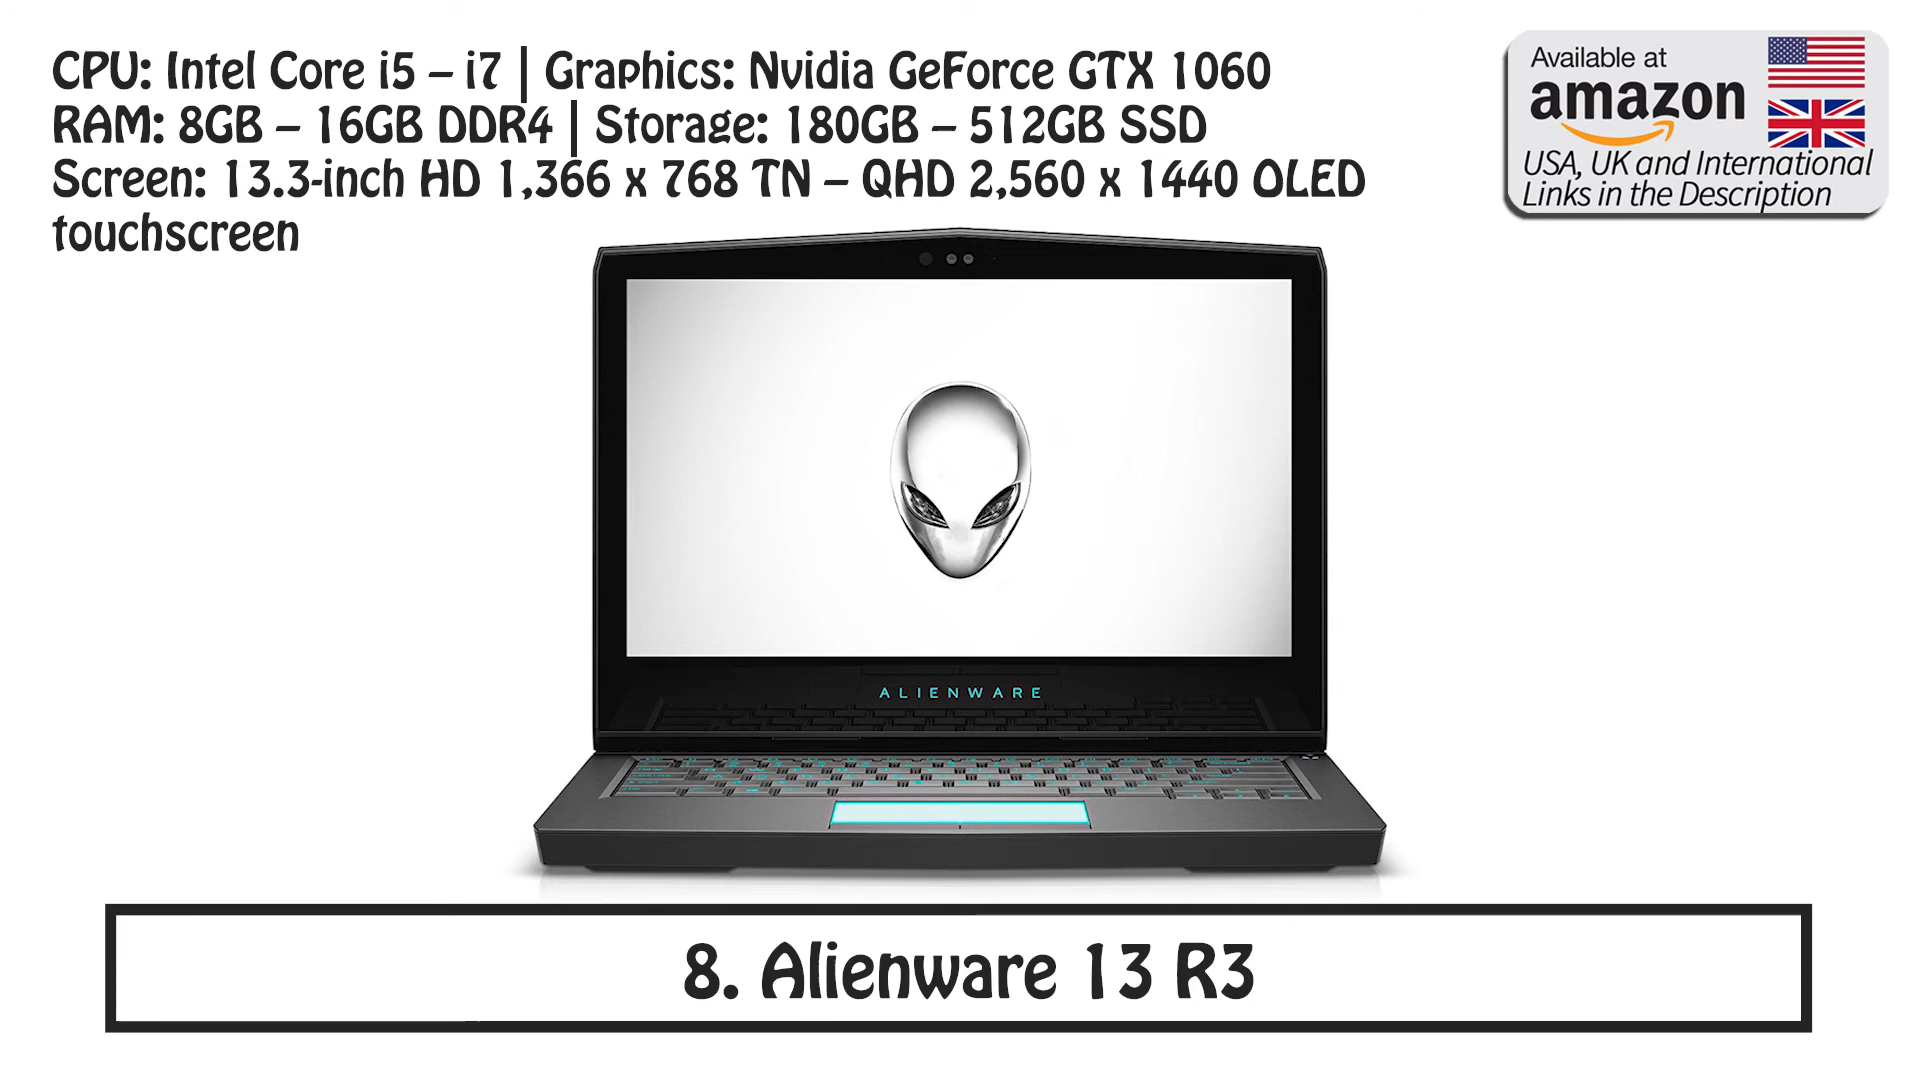 CPU: Intel Core i5 – i7 | Graphics: Nvidia GeForce GTX 1060
RAM: 8GB – 16GB DDR4 | Storage: 180GB – 512GB SSD
Screen: 13.3-inch HD 1,366 x 768 TN – QHD 2,560 x 1440 OLED
touchscreen
Available at
amazon
USA, UK and International
Links in the Description
ALIENWARE
8. Alienware 13 R3